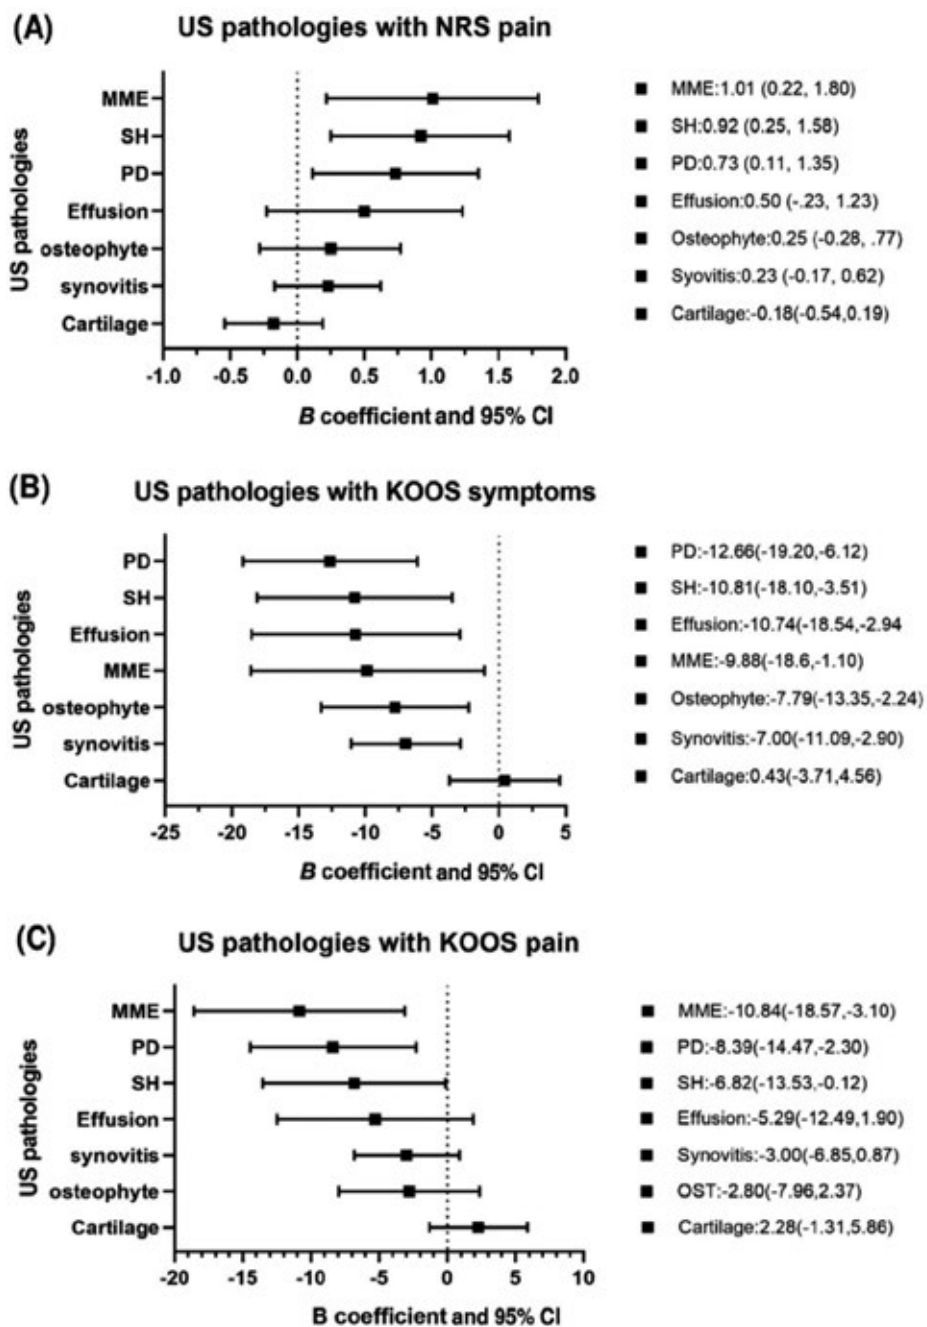 (A)
US pathologies with NRS pain
US pathologies
MME
SH
PD
Effusion
osteophyte
synovitis
Cartilage
-1.0 -0.5 0.0 0.5 1.0 1.5 2.0
B coefficient and 95% CI
MME:1.01 (0.22, 1.80)
SH:0.92 (0.25, 1.58)
PD:0.73 (0.11, 1.35)
Effusion:0.50 (-.23, 1.23)
Osteophyte:0.25 (-0.28, .77)
Syovitis:0.23 (-0.17, 0.62)
Cartilage:-0.18(-0.54,0.19)
(B)
US pathologies with KOOS symptoms
US pathologies
PD
SH
Effusion
MME
osteophyte
synovitis
Cartilage
-25 -20 -15 -10 -5 0 5
B coefficient and 95% CI
PD:-12.66(-19.20,-6.12)
SH:-10.81(-18.10,-3.51)
Effusion:-10.74(-18.54,-2.94
MME:-9.88(-18.6,-1.10)
Osteophyte:-7.79(-13.35,-2.24)
Synovitis:-7.00(-11.09,-2.90)
Cartilage:0.43(-3.71,4.56)
(C)
US pathologies with KOOS pain
US pathologies
MME
PD
SH
Effusion
synovitis
osteophyte
Cartilage
-20 -15 -10 -5 0 5 10
B coefficient and 95% CI
MME:-10.84(-18.57,-3.10)
PD:-8.39(-14.47,-2.30)
SH:-6.82(-13.53,-0.12)
Effusion:-5.29(-12.49,1.90)
Synovitis:-3.00(-6.85,0.87)
OST:-2.80(-7.96,2.37)
Cartilage:2.28(-1.31,5.86)